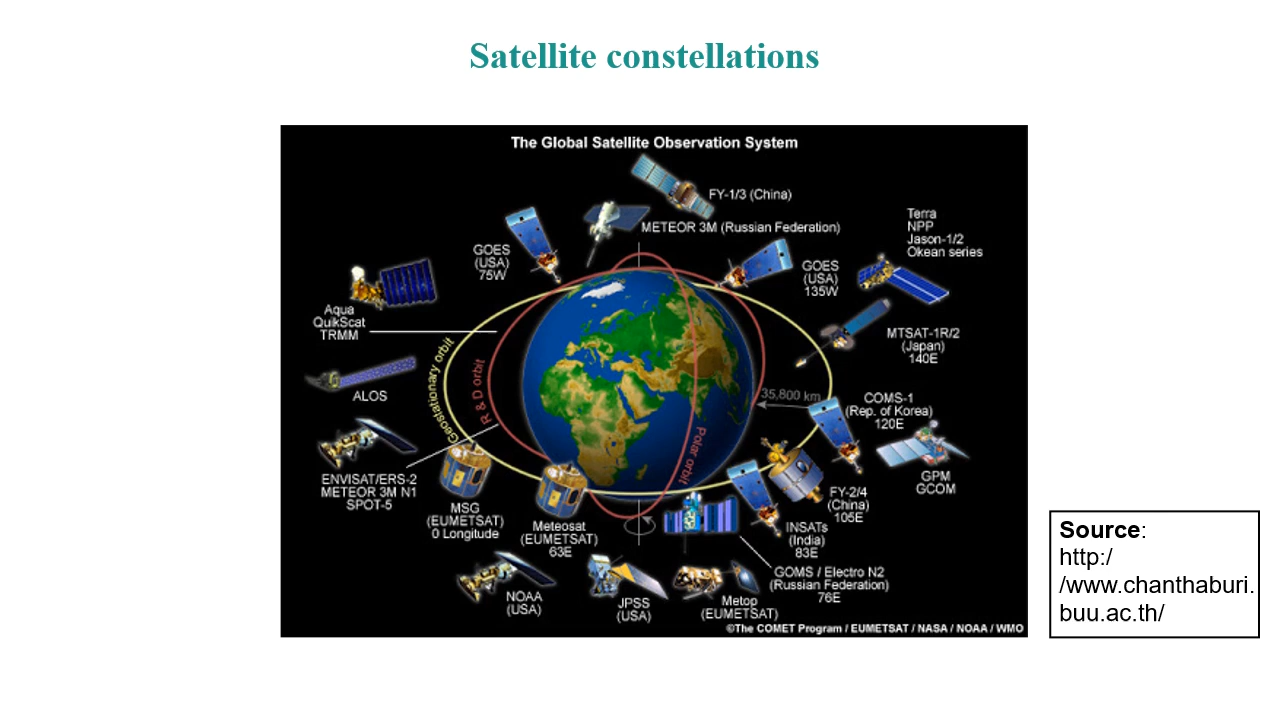 Satellite constellations
The Global Satellite Observation System
FY-1/3 (China)
METEOR 3M (Russian Federation)
GOES
(USA)
75W
GOES
(USA)
135W
Terra
NPP
Jason-1/2
Okean series
Aqua
QuikScat
TRMM
MTSAT-1R/2
(Japan)
140E
ALOS
Geostationary orbit
R & D orbit
Polar orbit
35,800 km
COMS-1
(Rep. of Korea)
120E
ENVISAT/ERS-2
METEOR 3M N1
SPOT-5
MSG
(EUMETSAT)
0 Longitude
Meteosat
(EUMETSAT)
63E
FY-2/4
(China)
105E
GPM
GCOM
INSATs
(India)
83E
GOMS / Electro N2
(Russian Federation)
76E
NOAA
(USA)
JPSS
(USA)
Metop
(EUMETSAT)
©The COMET Program / EUMETSAT / NASA / NOAA / WMO
Source:
http:/
/www.chanthaburi.
buu.ac.th/